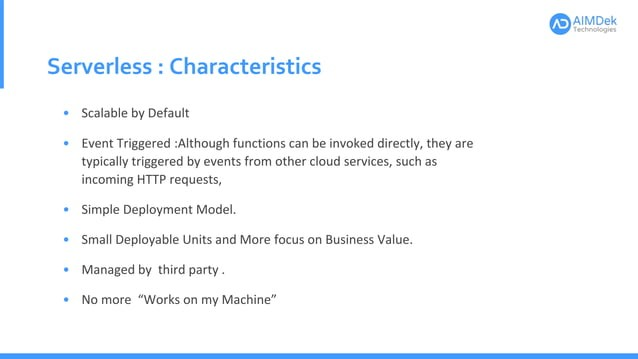 AIMDek
Technologies
Serverless : Characteristics
• Scalable by Default
• Event Triggered :Although functions can be invoked directly, they are
typically triggered by events from other cloud services, such as
incoming HTTP requests,
• Simple Deployment Model.
• Small Deployable Units and More focus on Business Value.
• Managed by  third party .
• No more  “Works on my Machine”